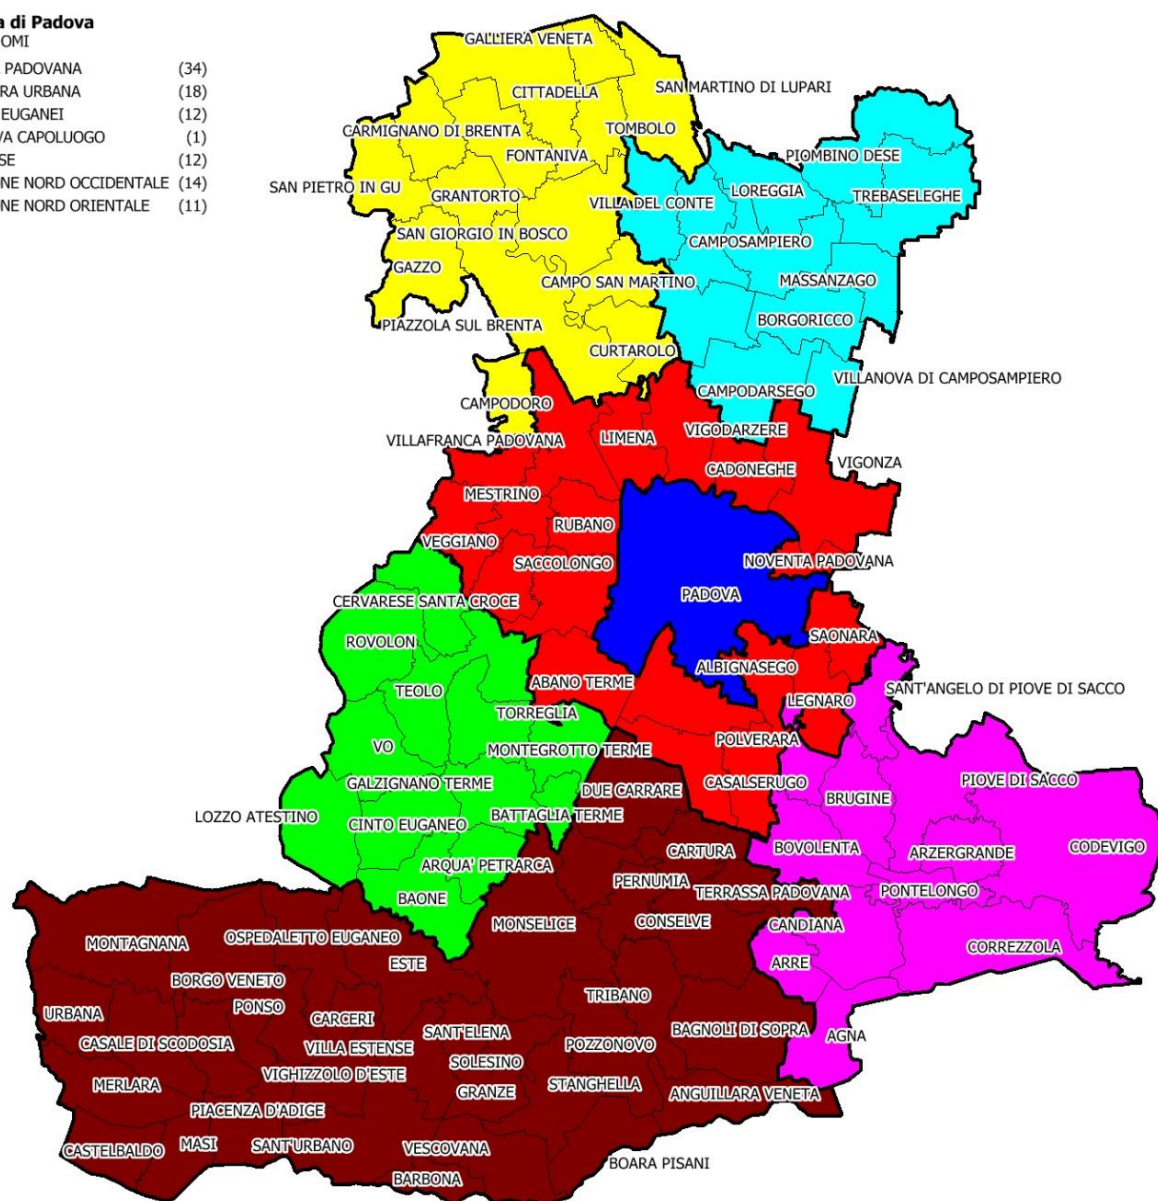 a di Padova
OMI
PADOVANA (34)
RA URBANA (18)
EUGANEI (12)
VA CAPOLUOGO (1)
SE (12)
NE NORD OCCIDENTALE (14)
NE NORD ORIENTALE (11)
GALLIERA VENETA
SAN MARTINO DI LUPARI
CITTADELLA
CARMIGNANO DI BRENTA
TOMBOLO
FONTANIVA
PIOMBINO DESE
SAN PIETRO IN GU
GRANTORTO
VILLA DEL CONTE
LOREGGIA
TREBASELEGHE
SAN GIORGIO IN BOSCO
CAMPOSAMPIERO
GAZZO
CAMPO SAN MARTINO
MASSANZAGO
PIAZZOLA SUL BRENTA
BORGORICCO
CURTAROLO
CAMPODARSEGO
VILLANOVA DI CAMPOSAMPIERO
CAMPODORO
VILLAFRANCA PADOVANA
LIMENA
VIGODARZERE
CADONEGHE
VIGONZA
MESTRINO
RUBANO
VEGGIANO
SACCOLONGO
NOVENTA PADOVANA
PADOVA
CERVARESE SANTA CROCE
ROVOLON
SAONARA
ABANO TERME
ALBIGNASEGO
TEOLO
SANT'ANGELO DI PIOVE DI SACCO
LEGNARO
TORREGLIA
VO
MONTEGROTTO TERME
POLVERARA
GALZIGNANO TERME
DUE CARRARE
CASALSERUGO
PIOVE DI SACCO
BRUGINE
LOZZO ATESTINO
CINTO EUGANEO
BATTAGLIA TERME
BOVOLENTA
ARZERGRANDE
CODEVIGO
ARQUA' PETRARCA
CARTURA
PERNUMIA
TERRASSA PADOVANA
PONTELONGO
BAONE
MONSELICE
CONSELVE
CANDIANA
MONTAGNANA
OSPEDALETTO EUGANEO
CORREZZOLA
ESTE
ARRE
BORGO VENETO
TRIBANO
URBANA
PONSO
CARCERI
SANT'ELENA
BAGNOLI DI SOPRA
AGNA
CASALE DI SCODOSIA
VILLA ESTENSE
POZZONOVO
SOLESINO
MERLARA
VIGHIZZOLO D'ESTE
GRANZE
STANGHELLA
ANGUILLARA VENETA
PIACENZA D'ADIGE
CASTELBALDO
MASI
SANT'URBANO
VESCOVANA
BOARA PISANI
BARBONA